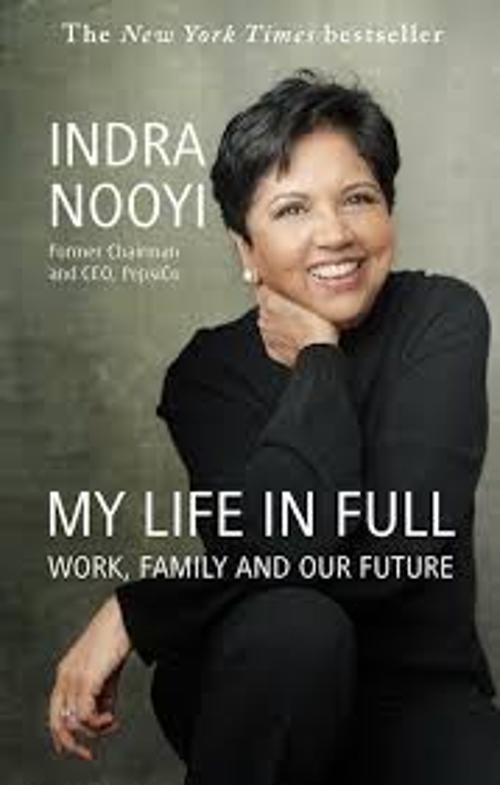 The New York Times bestseller
INDRA
NOOYI
Former Chairman
and CEO, PepsiCo
MY LIFE IN FULL
WORK, FAMILY AND OUR FUTURE